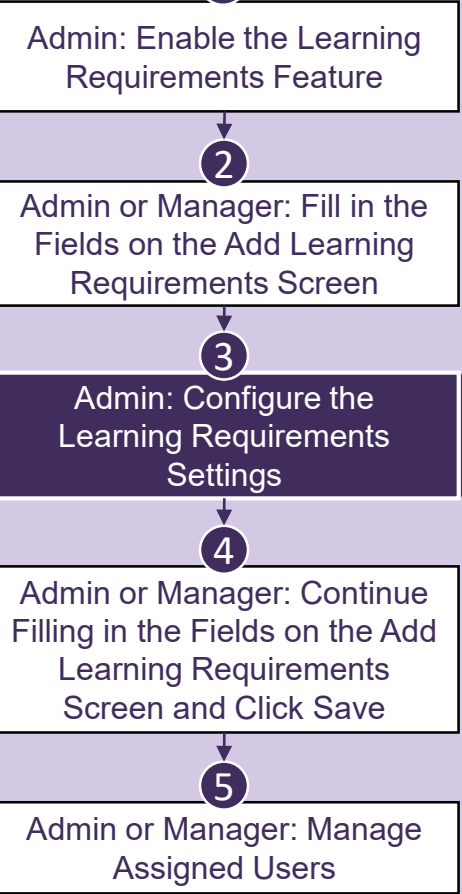 Admin: Enable the Learning
Requirements Feature
2
Admin or Manager: Fill in the
Fields on the Add Learning
Requirements Screen
3
Admin: Configure the
Learning Requirements
Settings
4
Admin or Manager: Continue
Filling in the Fields on the Add
Learning Requirements
Screen and Click Save
5
Admin or Manager: Manage
Assigned Users